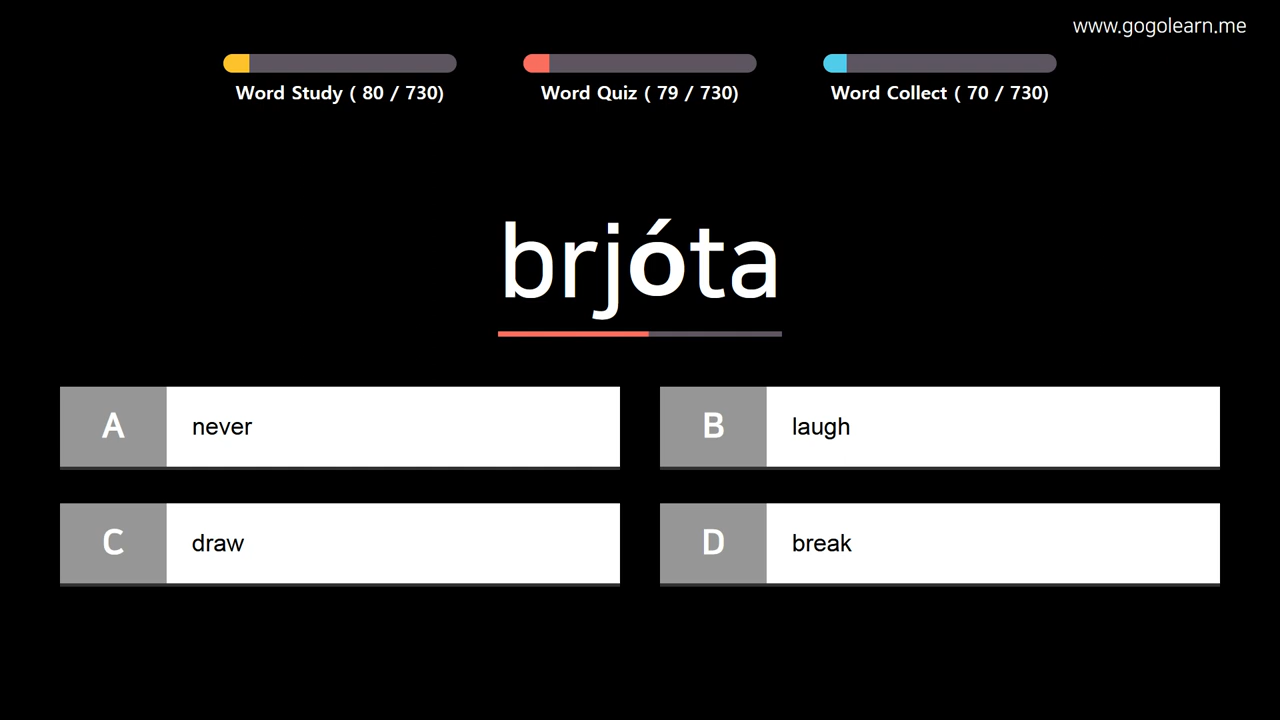 www.gogolearn.me
Word Study ( 80 / 730)
Word Quiz ( 79 / 730)
Word Collect ( 70 / 730)
brjóta
A never
B laugh
C draw
D break